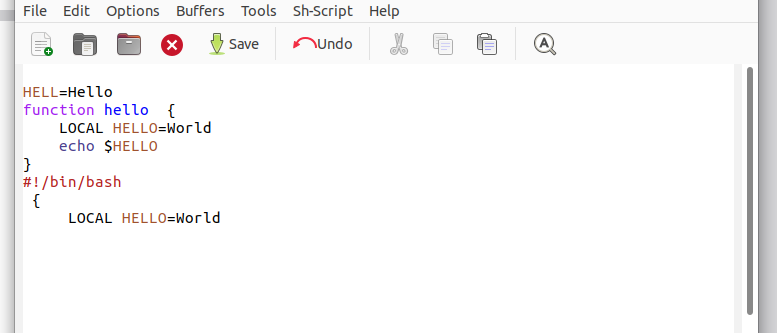 File Edit Options Buffers Tools Sh-Script Help
Save Undo
HELL=Hello
function hello  {
    LOCAL HELLO=World
    echo $HELLO
}
#!/bin/bash
 {
     LOCAL HELLO=World